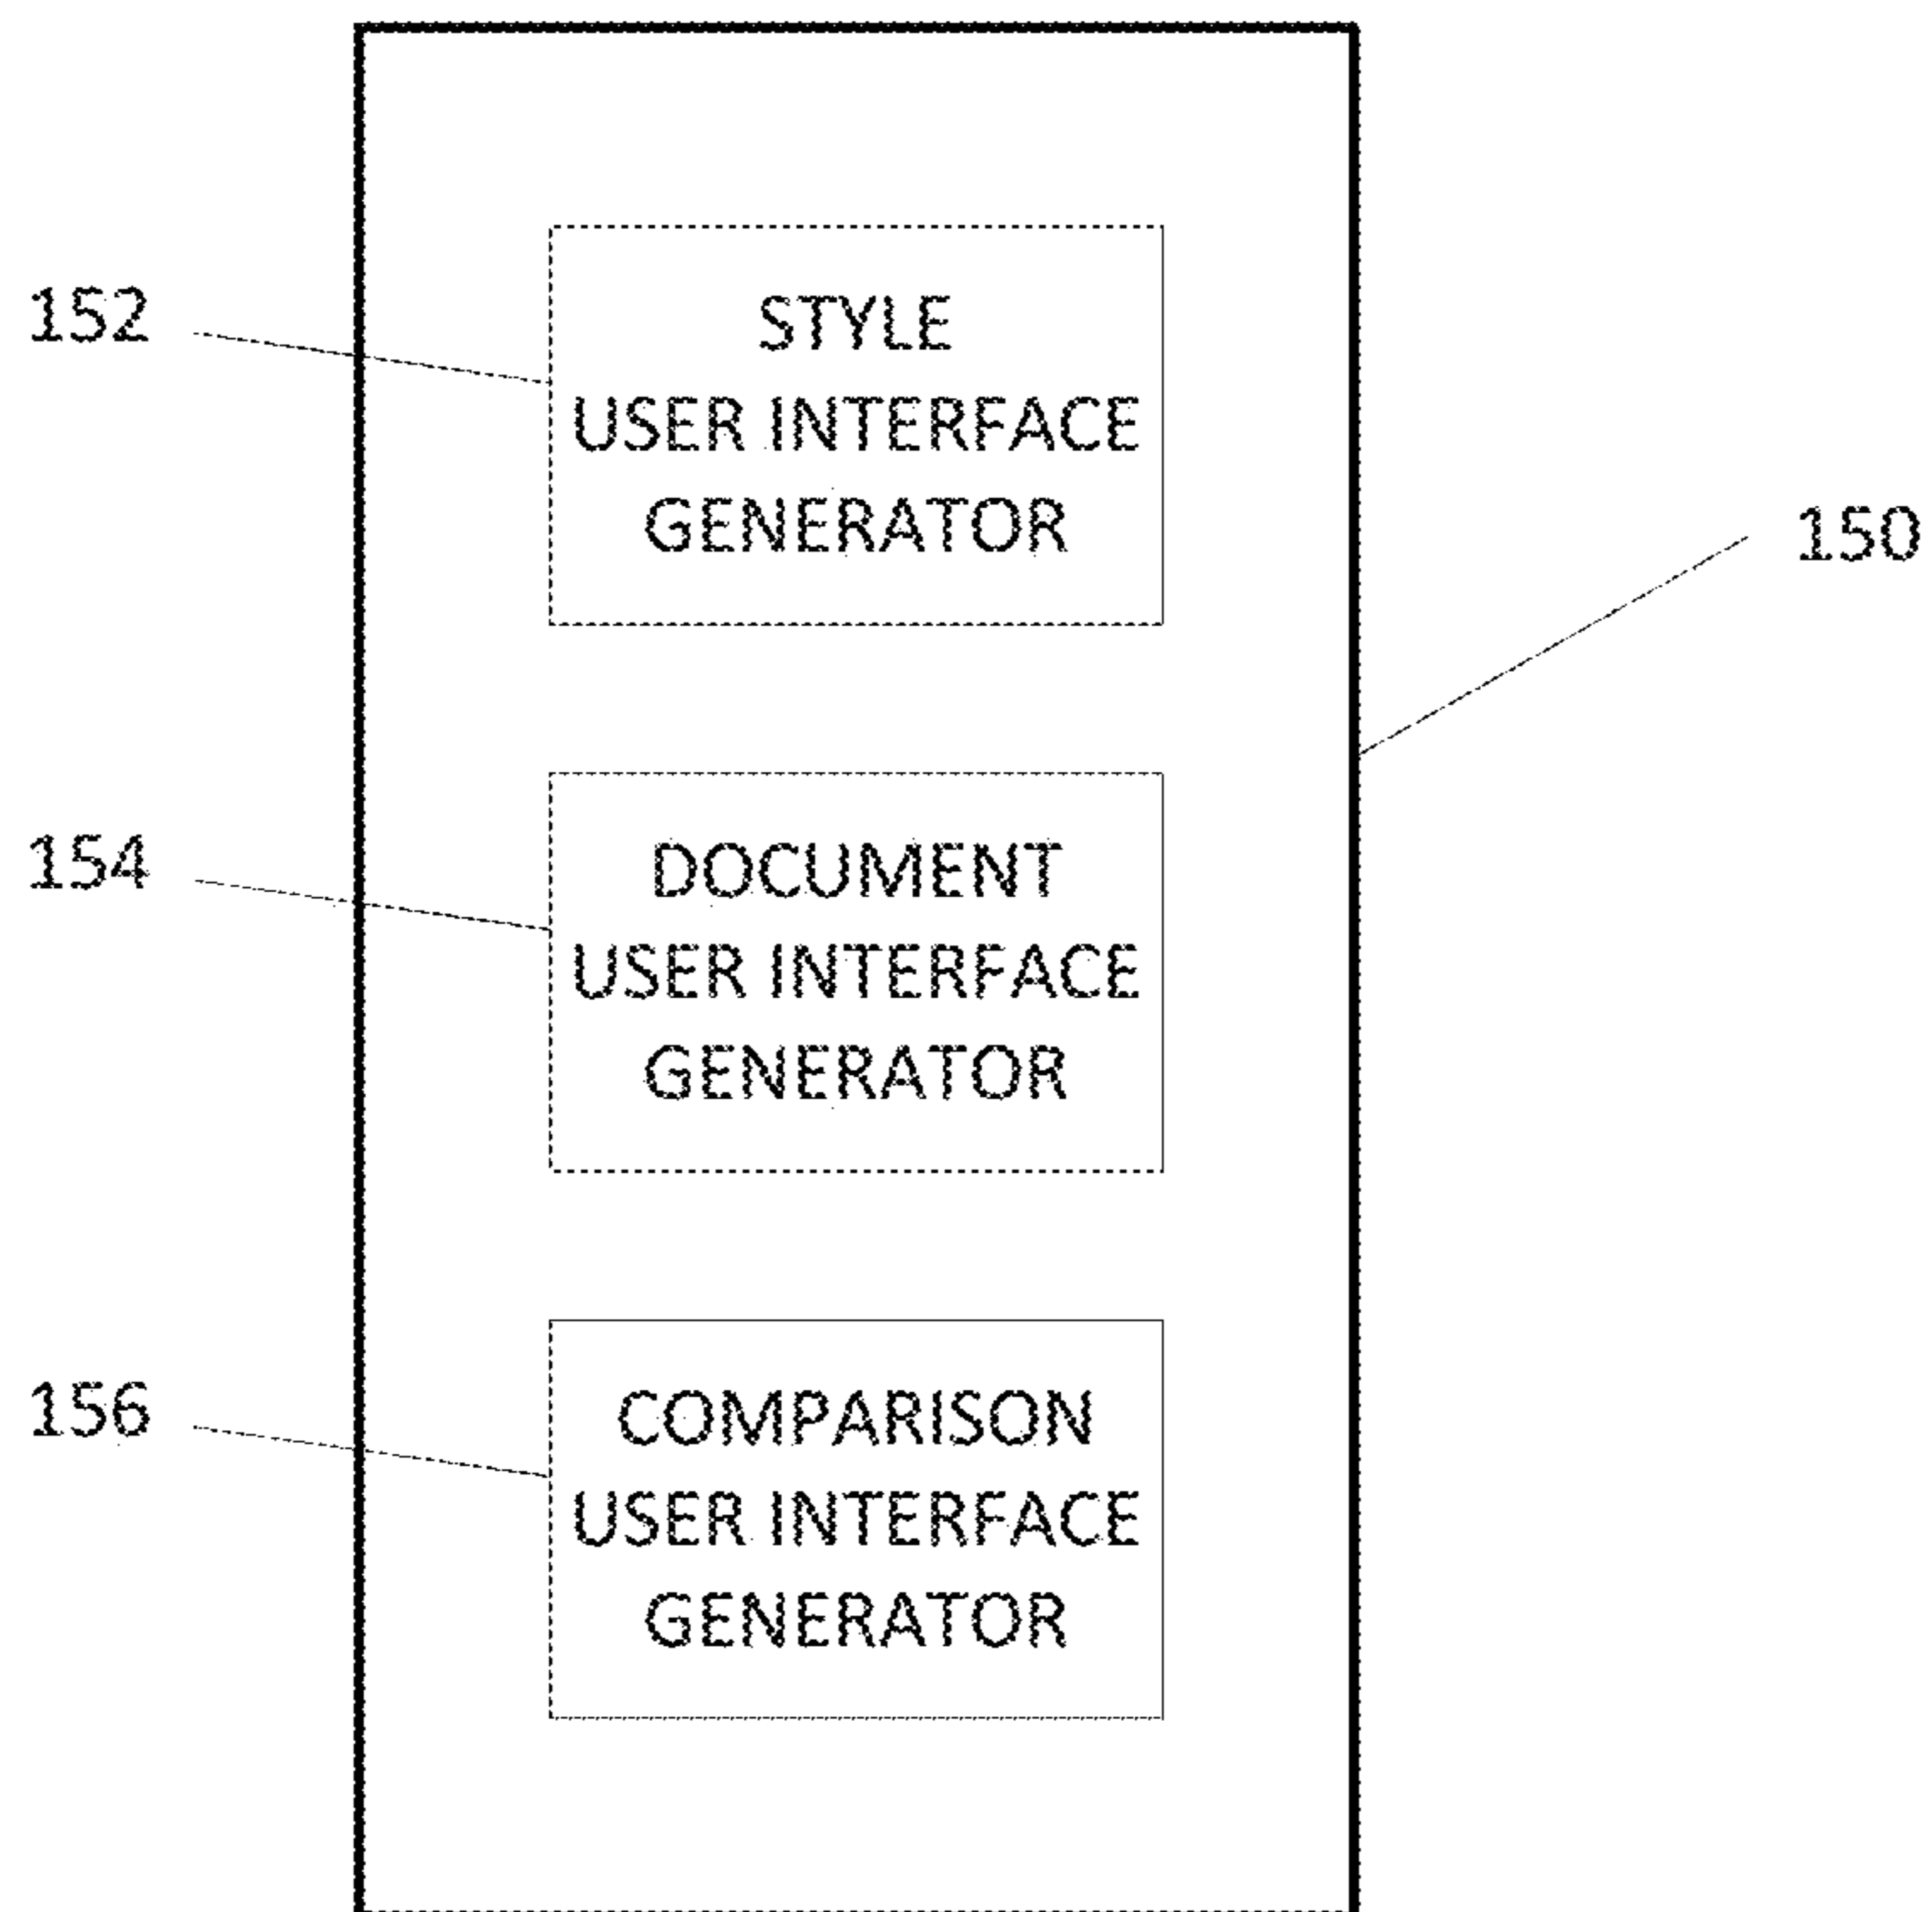 152
STYLE
USER INTERFACE
GENERATOR
150
154
DOCUMENT
USER INTERFACE
GENERATOR
156
COMPARISON
USER INTERFACE
GENERATOR